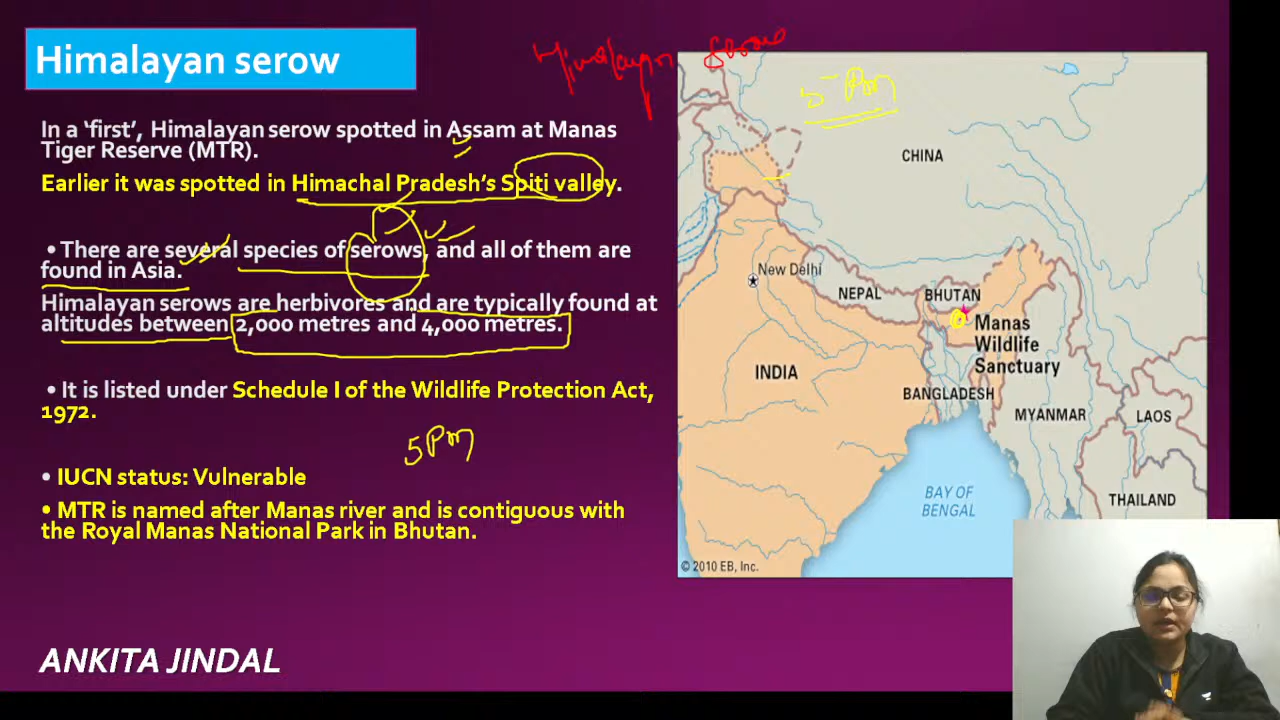 Himalayan serow
Himalayan Serow
In a ‘first’, Himalayan serow spotted in Assam at Manas
Tiger Reserve (MTR).
Earlier it was spotted in Himachal Pradesh’s Spiti valley.
• There are several species of serows, and all of them are
found in Asia.
Himalayan serows are herbivores and are typically found at
altitudes between 2,000 metres and 4,000 metres.
• It is listed under Schedule I of the Wildlife Protection Act,
1972.
5 Pm
• IUCN status: Vulnerable
• MTR is named after Manas river and is contiguous with
the Royal Manas National Park in Bhutan.
ANKITA JINDAL
5 Pm
CHINA
New Delhi
NEPAL
BHUTAN
Manas
Wildlife
Sanctuary
INDIA
BANGLADESH
MYANMAR
LAOS
BAY OF
BENGAL
THAILAND
© 2010 EB, Inc.